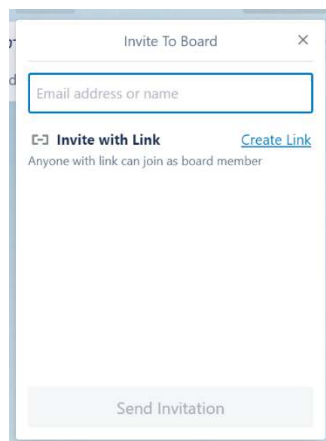 Invite To Board
Email address or name
Invite with Link
Create Link
Anyone with link can join as board member
Send Invitation